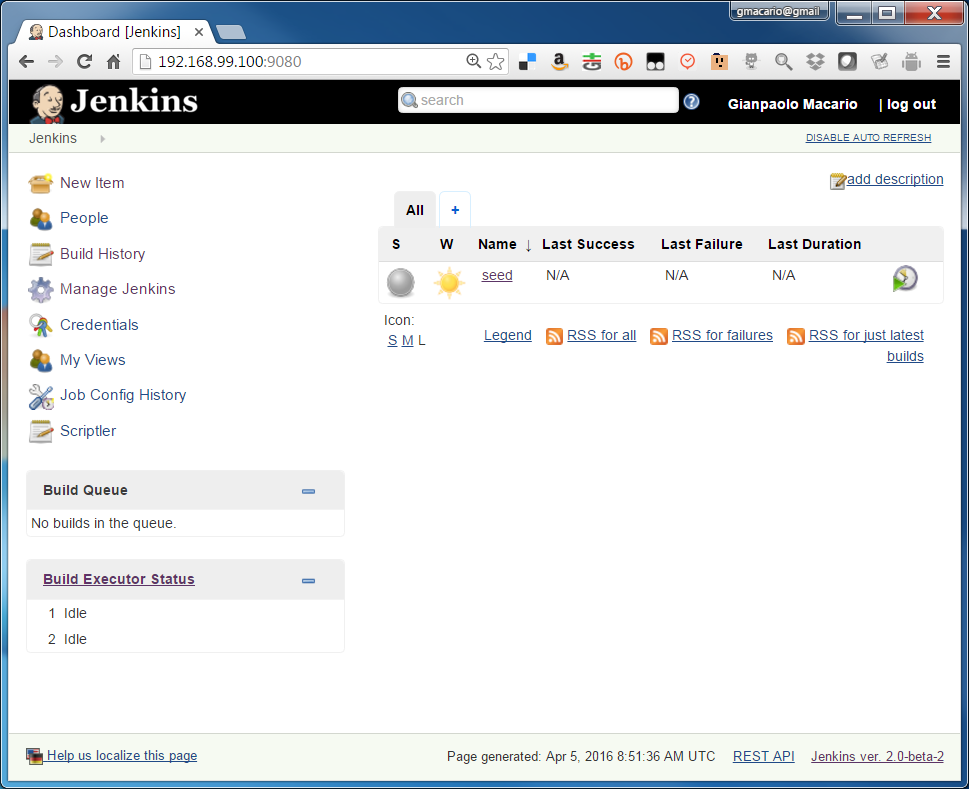 gmacario@gmail
Dashboard [Jenkins]
192.168.99.100:9080
Jenkins
search
Gianpaolo Macario | log out
Jenkins
DISABLE AUTO REFRESH
New Item
People
Build History
Manage Jenkins
Credentials
My Views
Job Config History
Scriptler
Build Queue
No builds in the queue.
Build Executor Status
1 Idle
2 Idle
add description
All +
S W Name ↓ Last Success Last Failure Last Duration
seed N/A N/A N/A
Icon:
S M L
Legend RSS for all RSS for failures RSS for just latest
builds
Help us localize this page
Page generated: Apr 5, 2016 8:51:36 AM UTC REST API Jenkins ver. 2.0-beta-2